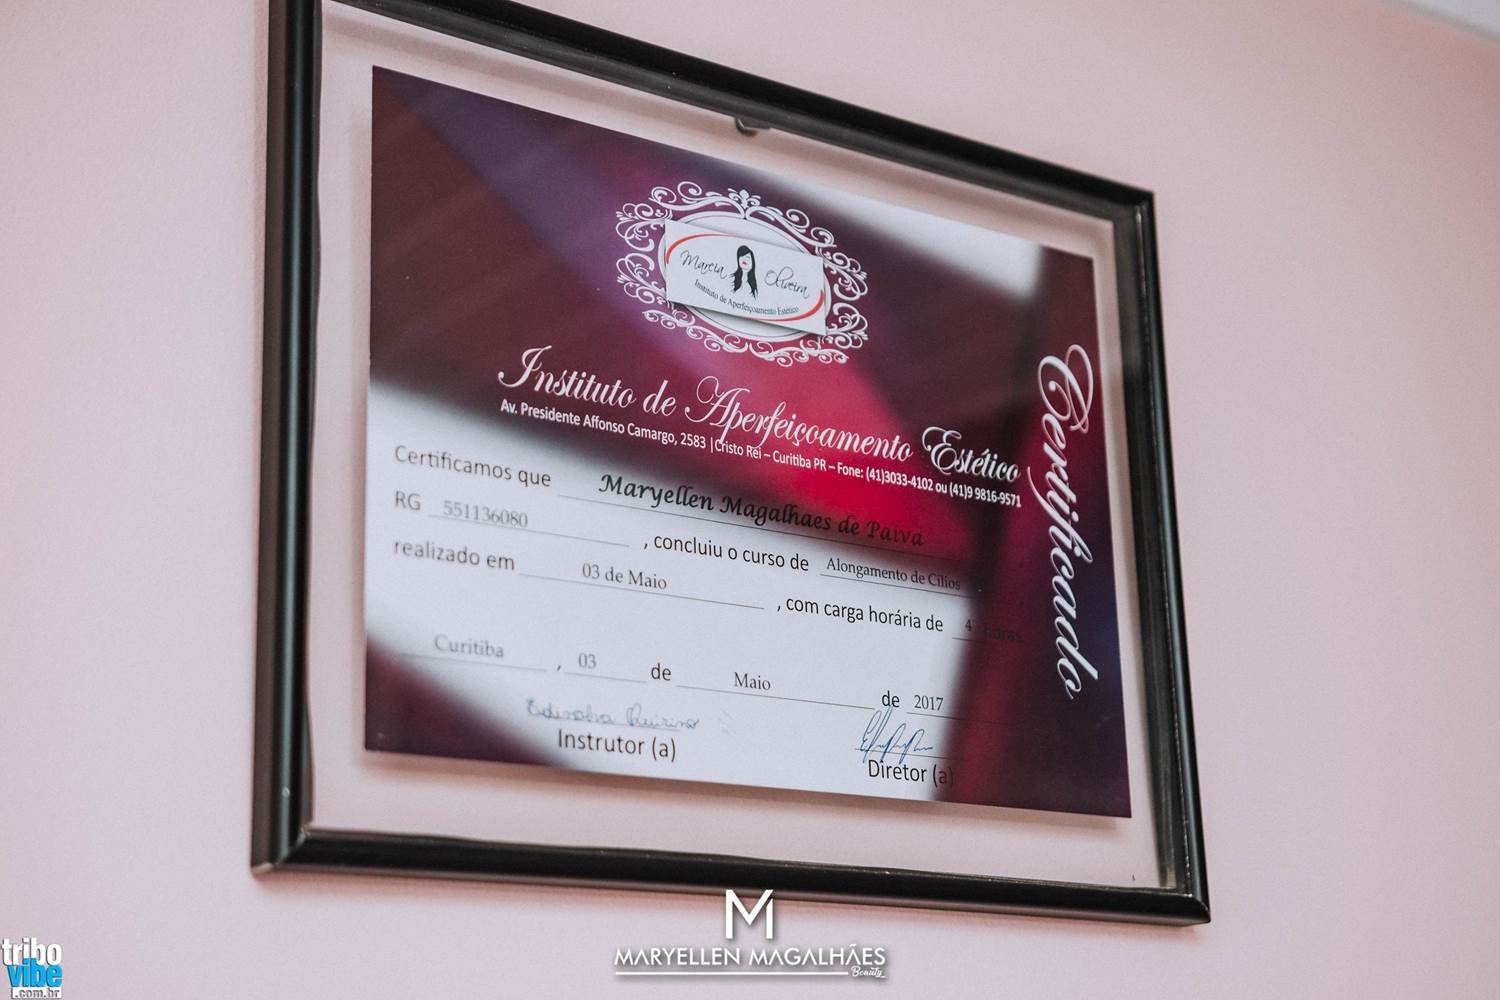 Marcia Oliveira
Instituto de Aperfeiçoamento Estético
Instituto de Aperfeiçoamento Estético
Av. Presidente Affonso Camargo, 2583 |Cristo Rei – Curitiba PR – Fone: (41)3033-4102 ou (41)9 9816-9571
Certificado
Certificamos que Maryellen Magalhaes de Paiva
RG 551136080 , concluiu o curso de Alongamento de Cílios
realizado em 03 de Maio , com carga horária de horas
Curitiba , 03 de Maio de 2017
Instrutor (a)
Diretor (a)
M
MARYELLEN MAGALHÃES
Beauty
tribo
vibe
.com.br